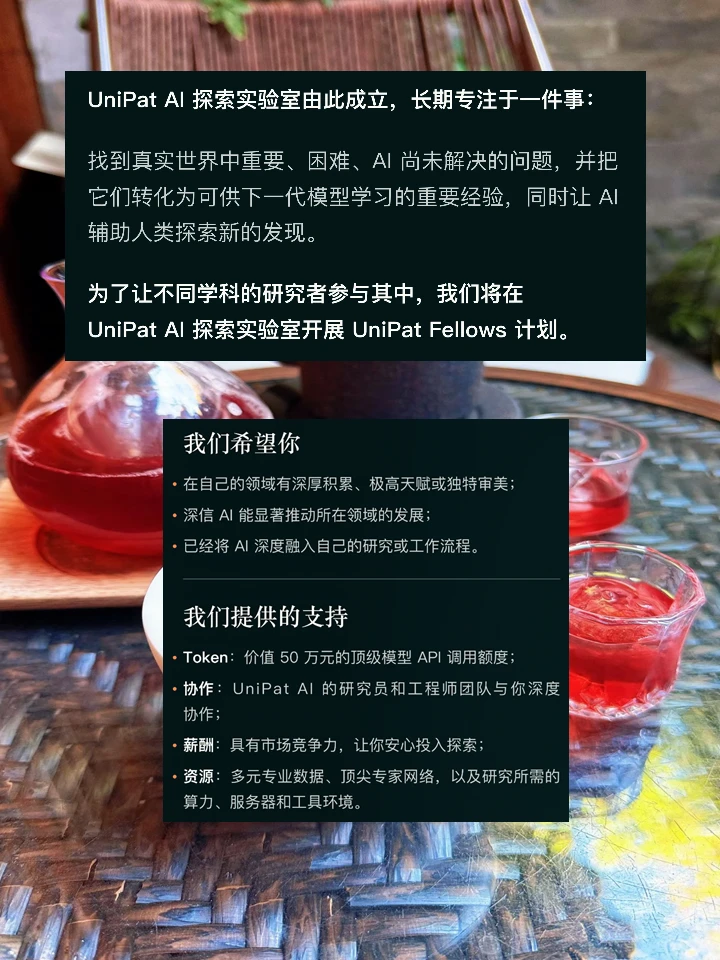 UniPat AI 探索实验室由此成立，长期专注于一件事：
找到真实世界中重要、困难、AI 尚未解决的问题，并把
它们转化为可供下一代模型学习的重要经验，同时让 AI
辅助人类探索新的发现。
为了让不同学科的研究者参与其中，我们将在
UniPat AI 探索实验室开展 UniPat Fellows 计划。
我们希望你
• 在自己的领域有深厚积累、极高天赋或独特审美；
• 深信 AI 能显著推动所在领域的发展；
• 已经将 AI 深度融入自己的研究或工作流程。
我们提供的支持
• Token：价值 50 万元的顶级模型 API 调用额度；
• 协作：UniPat AI 的研究员和工程师团队与你深度
协作；
• 薪酬：具有市场竞争力，让你安心投入探索；
• 资源：多元专业数据、顶尖专家网络，以及研究所需的
算力、服务器和工具环境。